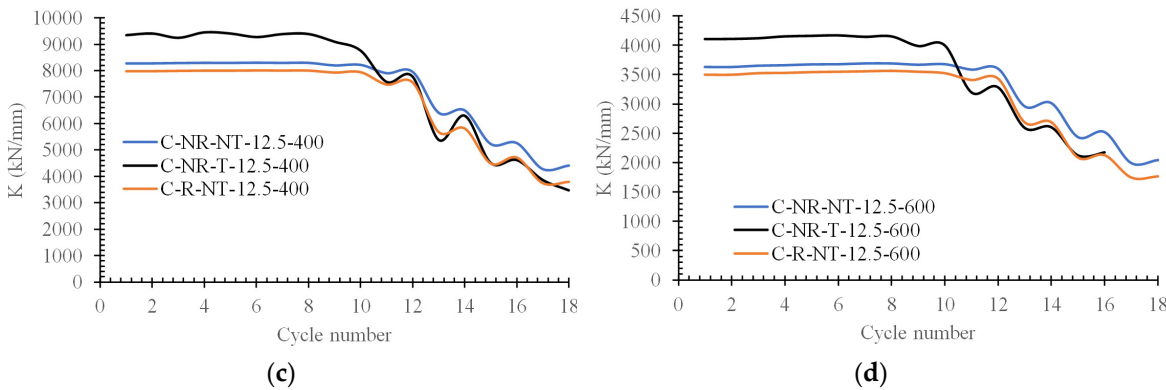 10000
9000
8000
7000
6000
5000
4000
3000
2000
1000
0
K (kN/mm)
C-NR-NT-12.5-400
C-NR-T-12.5-400
C-R-NT-12.5-400
0 2 4 6 8 10 12 14 16 18
Cycle number
(c)
4500
4000
3500
3000
2500
2000
1500
1000
500
0
K (kN/mm)
C-NR-NT-12.5-600
C-NR-T-12.5-600
C-R-NT-12.5-600
0 2 4 6 8 10 12 14 16 18
Cycle number
(d)